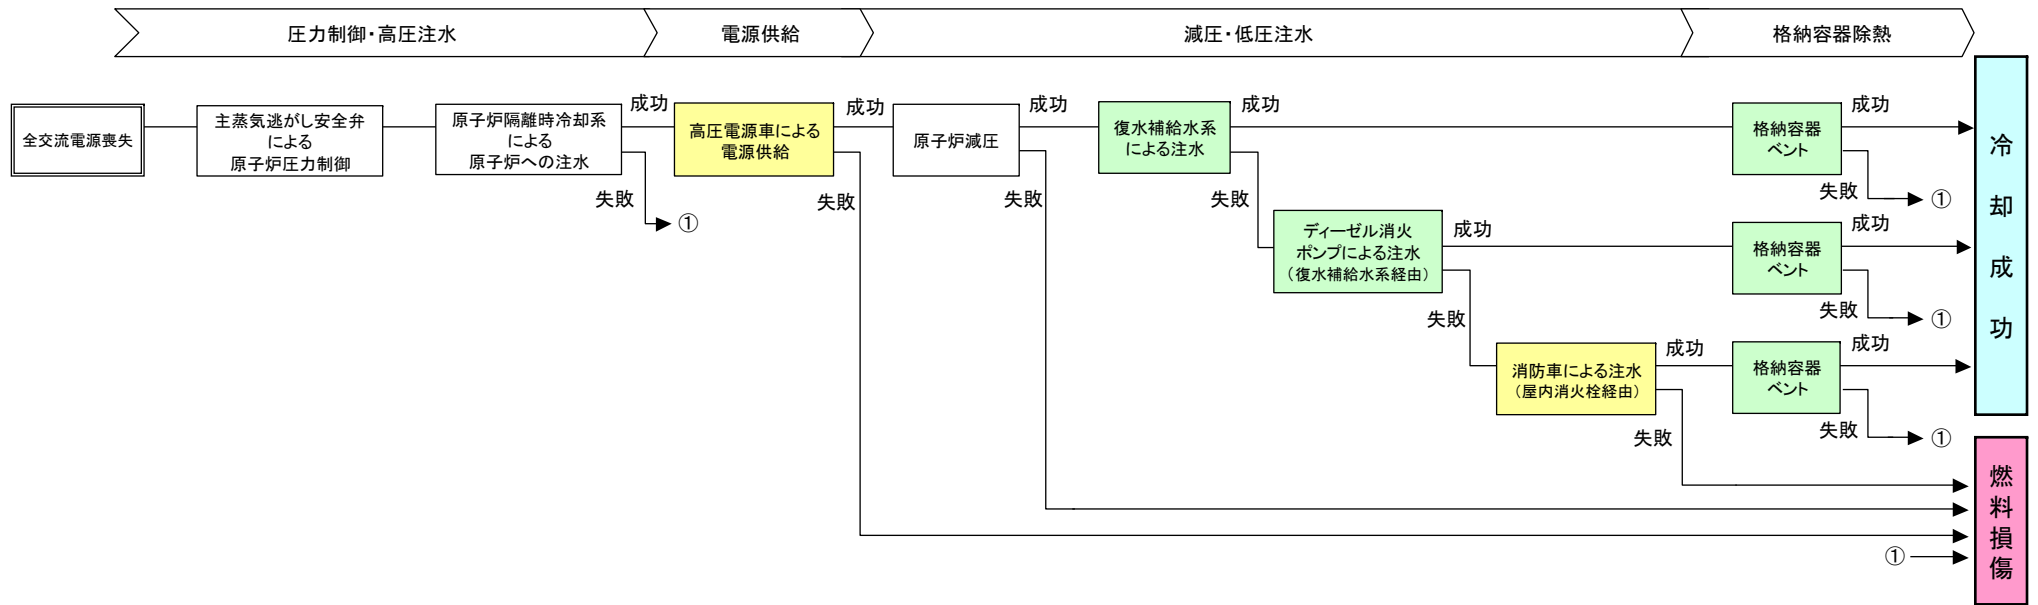 圧力制御・高圧注水
電源供給
減圧・低圧注水
格納容器除熱
全交流電源喪失
主蒸気逃がし安全弁
による
原子炉圧力制御
原子炉隔離時冷却系
による
原子炉への注水
成功
失敗
①
高圧電源車による
電源供給
成功
失敗
原子炉減圧
成功
失敗
復水補給水系
による注水
成功
失敗
格納容器
ベント
成功
失敗
①
ディーゼル消火
ポンプによる注水
（復水補給水系経由）
成功
失敗
格納容器
ベント
成功
失敗
①
消防車による注水
（屋内消火栓経由）
成功
失敗
格納容器
ベント
成功
失敗
①
①
冷却成功
燃料損傷